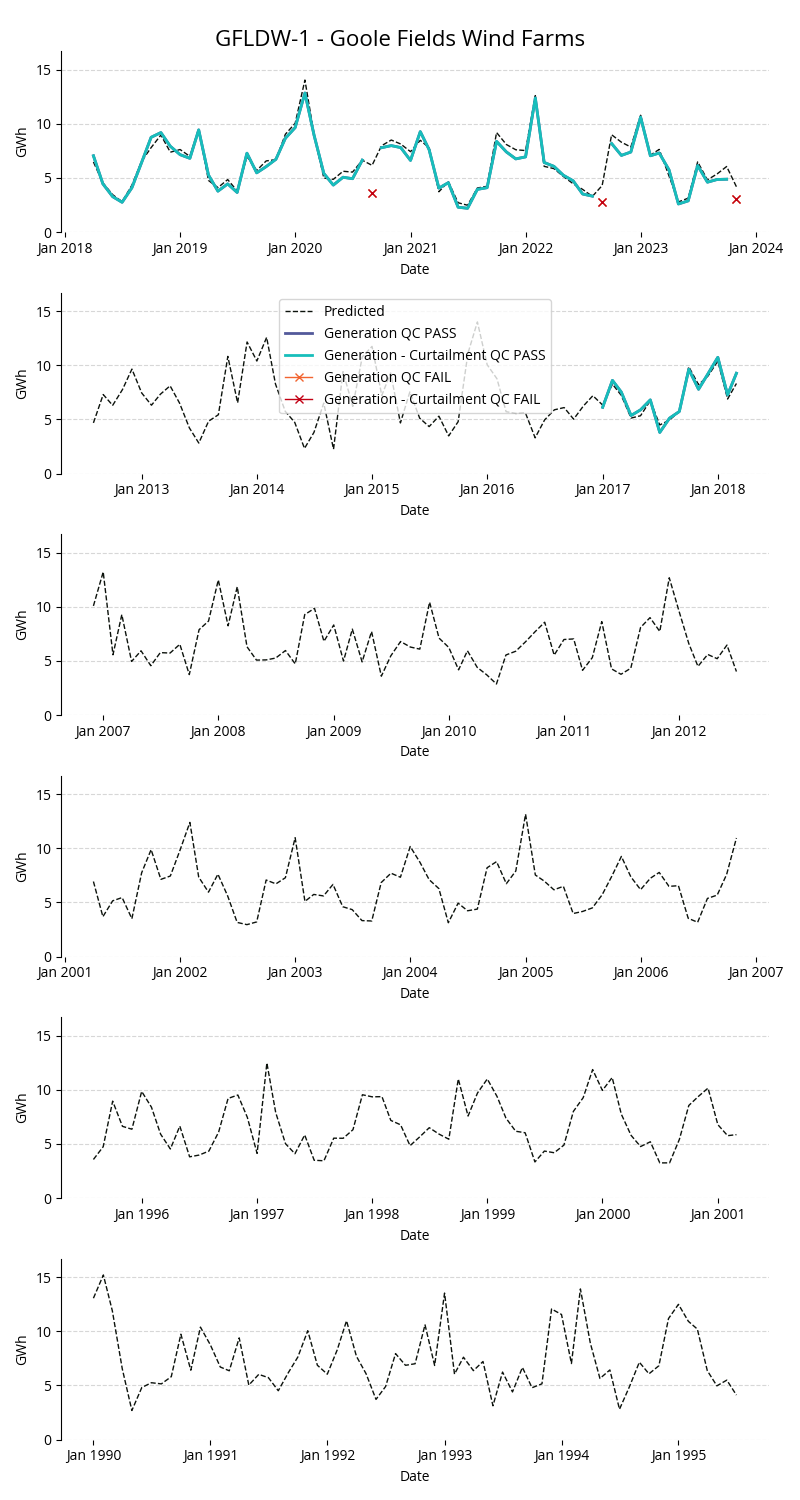 GFLDW-1 - Goole Fields Wind Farms
15
10
5
0
GWh
Jan 2018 Jan 2019 Jan 2020 Jan 2021 Jan 2022 Jan 2023 Jan 2024
Date
15
10
5
0
GWh
Predicted
Generation QC PASS
Generation - Curtailment QC PASS
Generation QC FAIL
Generation - Curtailment QC FAIL
Jan 2013 Jan 2014 Jan 2015 Jan 2016 Jan 2017 Jan 2018
Date
15
10
5
0
GWh
Jan 2007 Jan 2008 Jan 2009 Jan 2010 Jan 2011 Jan 2012
Date
15
10
5
0
GWh
Jan 2001 Jan 2002 Jan 2003 Jan 2004 Jan 2005 Jan 2006 Jan 2007
Date
15
10
5
0
GWh
Jan 1996 Jan 1997 Jan 1998 Jan 1999 Jan 2000 Jan 2001
Date
15
10
5
0
GWh
Jan 1990 Jan 1991 Jan 1992 Jan 1993 Jan 1994 Jan 1995
Date